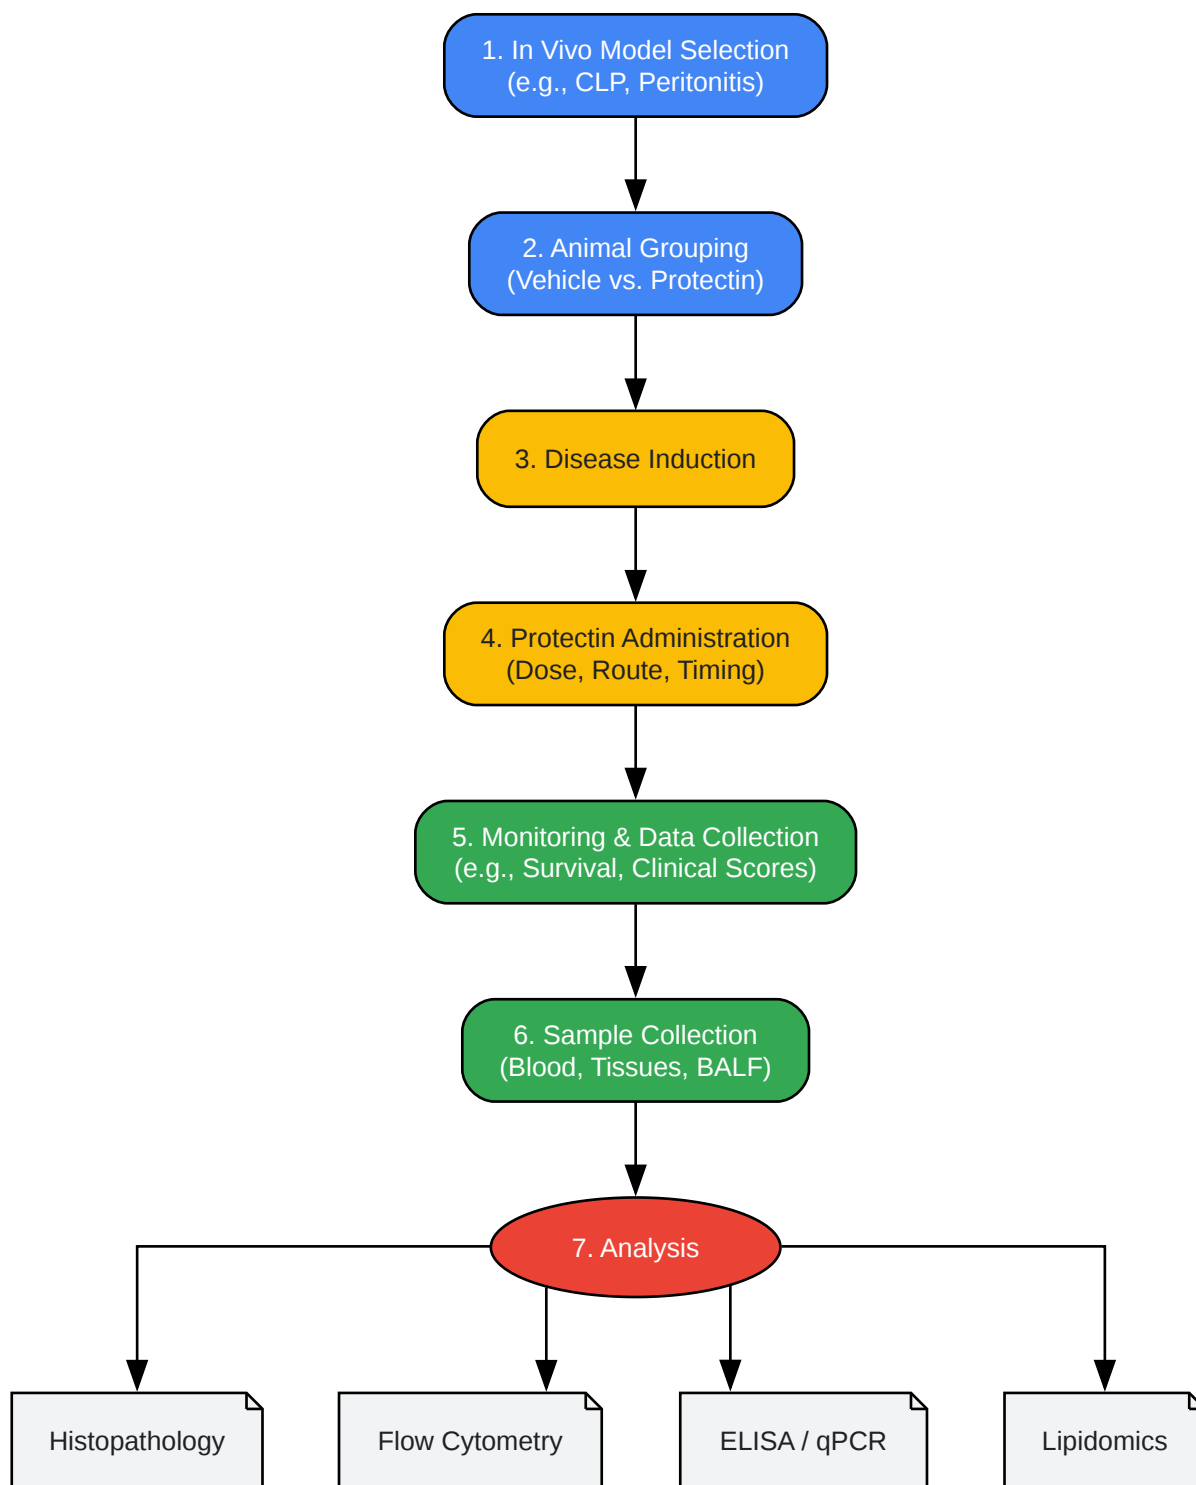 1. In Vivo Model Selection
(e.g., CLP, Peritonitis)
2. Animal Grouping
(Vehicle vs. Protectin)
3. Disease Induction
4. Protectin Administration
(Dose, Route, Timing)
5. Monitoring & Data Collection
(e.g., Survival, Clinical Scores)
6. Sample Collection
(Blood, Tissues, BALF)
7. Analysis
Histopathology
Flow Cytometry
ELISA / qPCR
Lipidomics